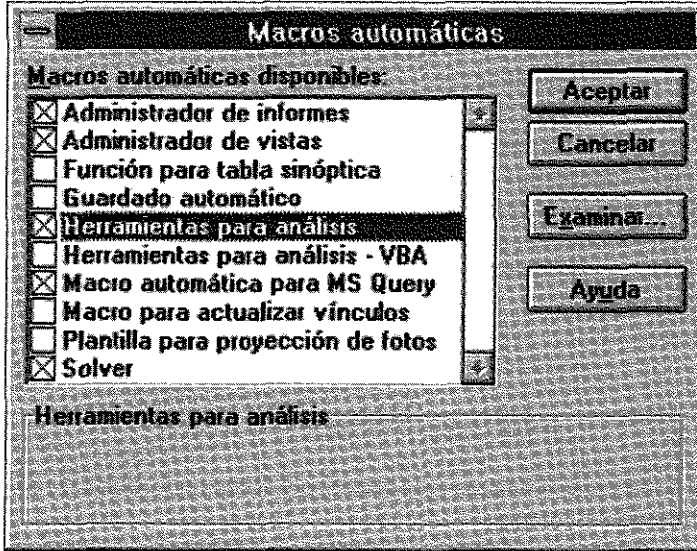 Macros automáticas
Macros automáticas disponibles:
Administrador de informes
Administrador de vistas
Función para tabla sinóptica
Guardado automático
Herramientas para análisis
Herramientas para análisis - VBA
Macro automática para MS Query
Macro para actualizar vínculos
Plantilla para proyección de fotos
Solver
Aceptar
Cancelar
Examinar...
Ayuda
Herramientas para análisis